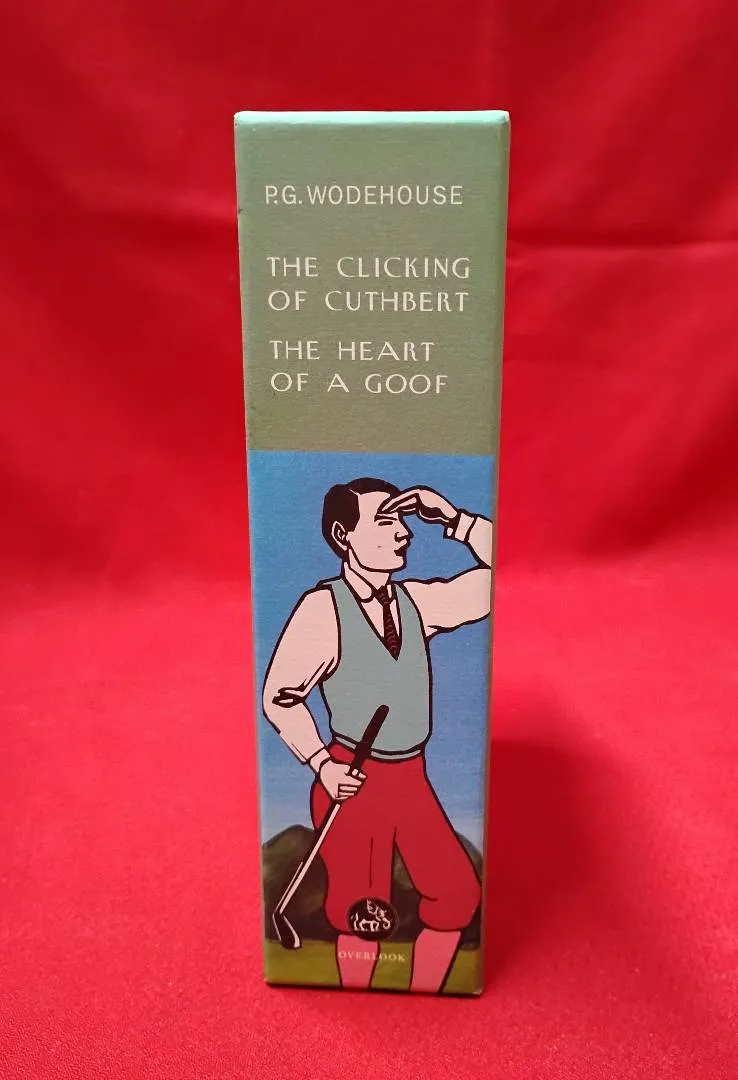 P.G. WODEHOUSE
THE CLICKING
OF CUTHBERT
THE HEART
OF A GOOF
OVERLOOK